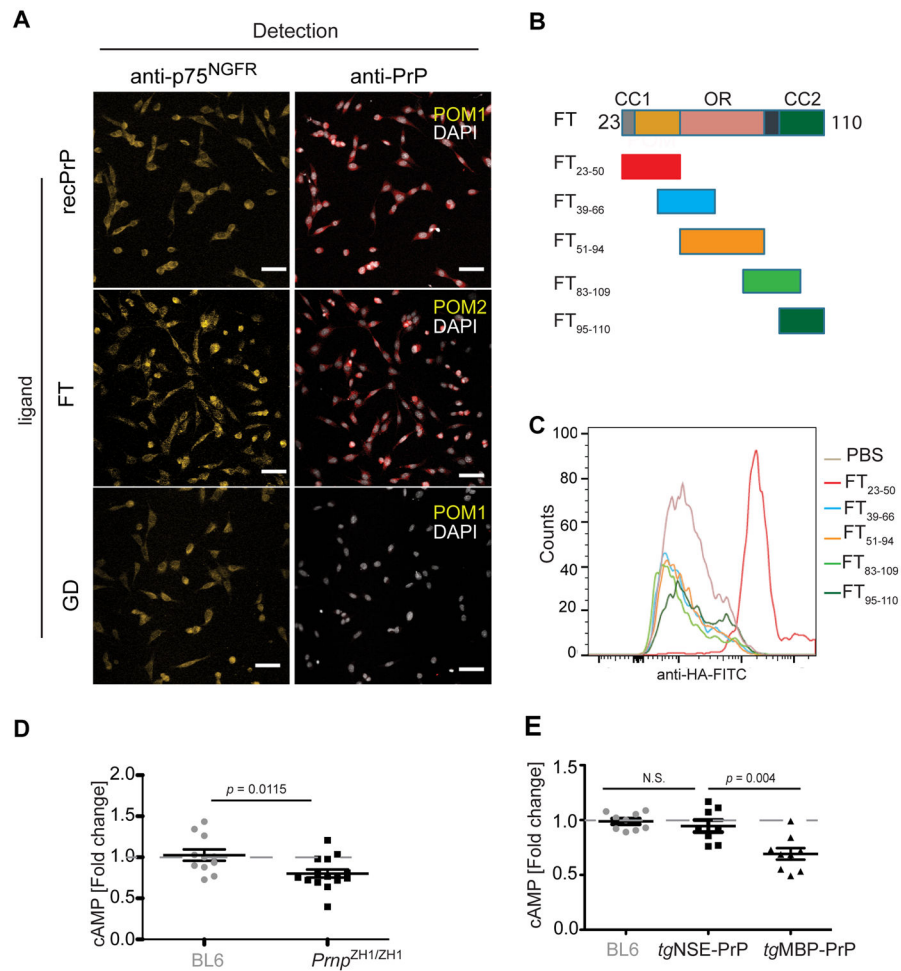 A
Detection
anti-p75NGFR
anti-PrP
ligand
recPrP
POM1
DAPI
FT
POM2
DAPI
GD
POM1
DAPI
B
CC1
OR
CC2
FT
23
110
FT23-50
FT39-66
FT51-94
FT83-109
FT95-110
C
Counts
100
80
60
40
20
0
anti-HA-FITC
PBS
FT23-50
FT39-66
FT51-94
FT83-109
FT95-110
D
cAMP [Fold change]
2.0
1.5
1.0
0.5
0.0
p = 0.0115
BL6
PrnpZH1/ZH1
E
cAMP [Fold change]
1.5
1.0
0.5
0.0
N.S.
p = 0.004
BL6
tgNSE-PrP
tgMBP-PrP